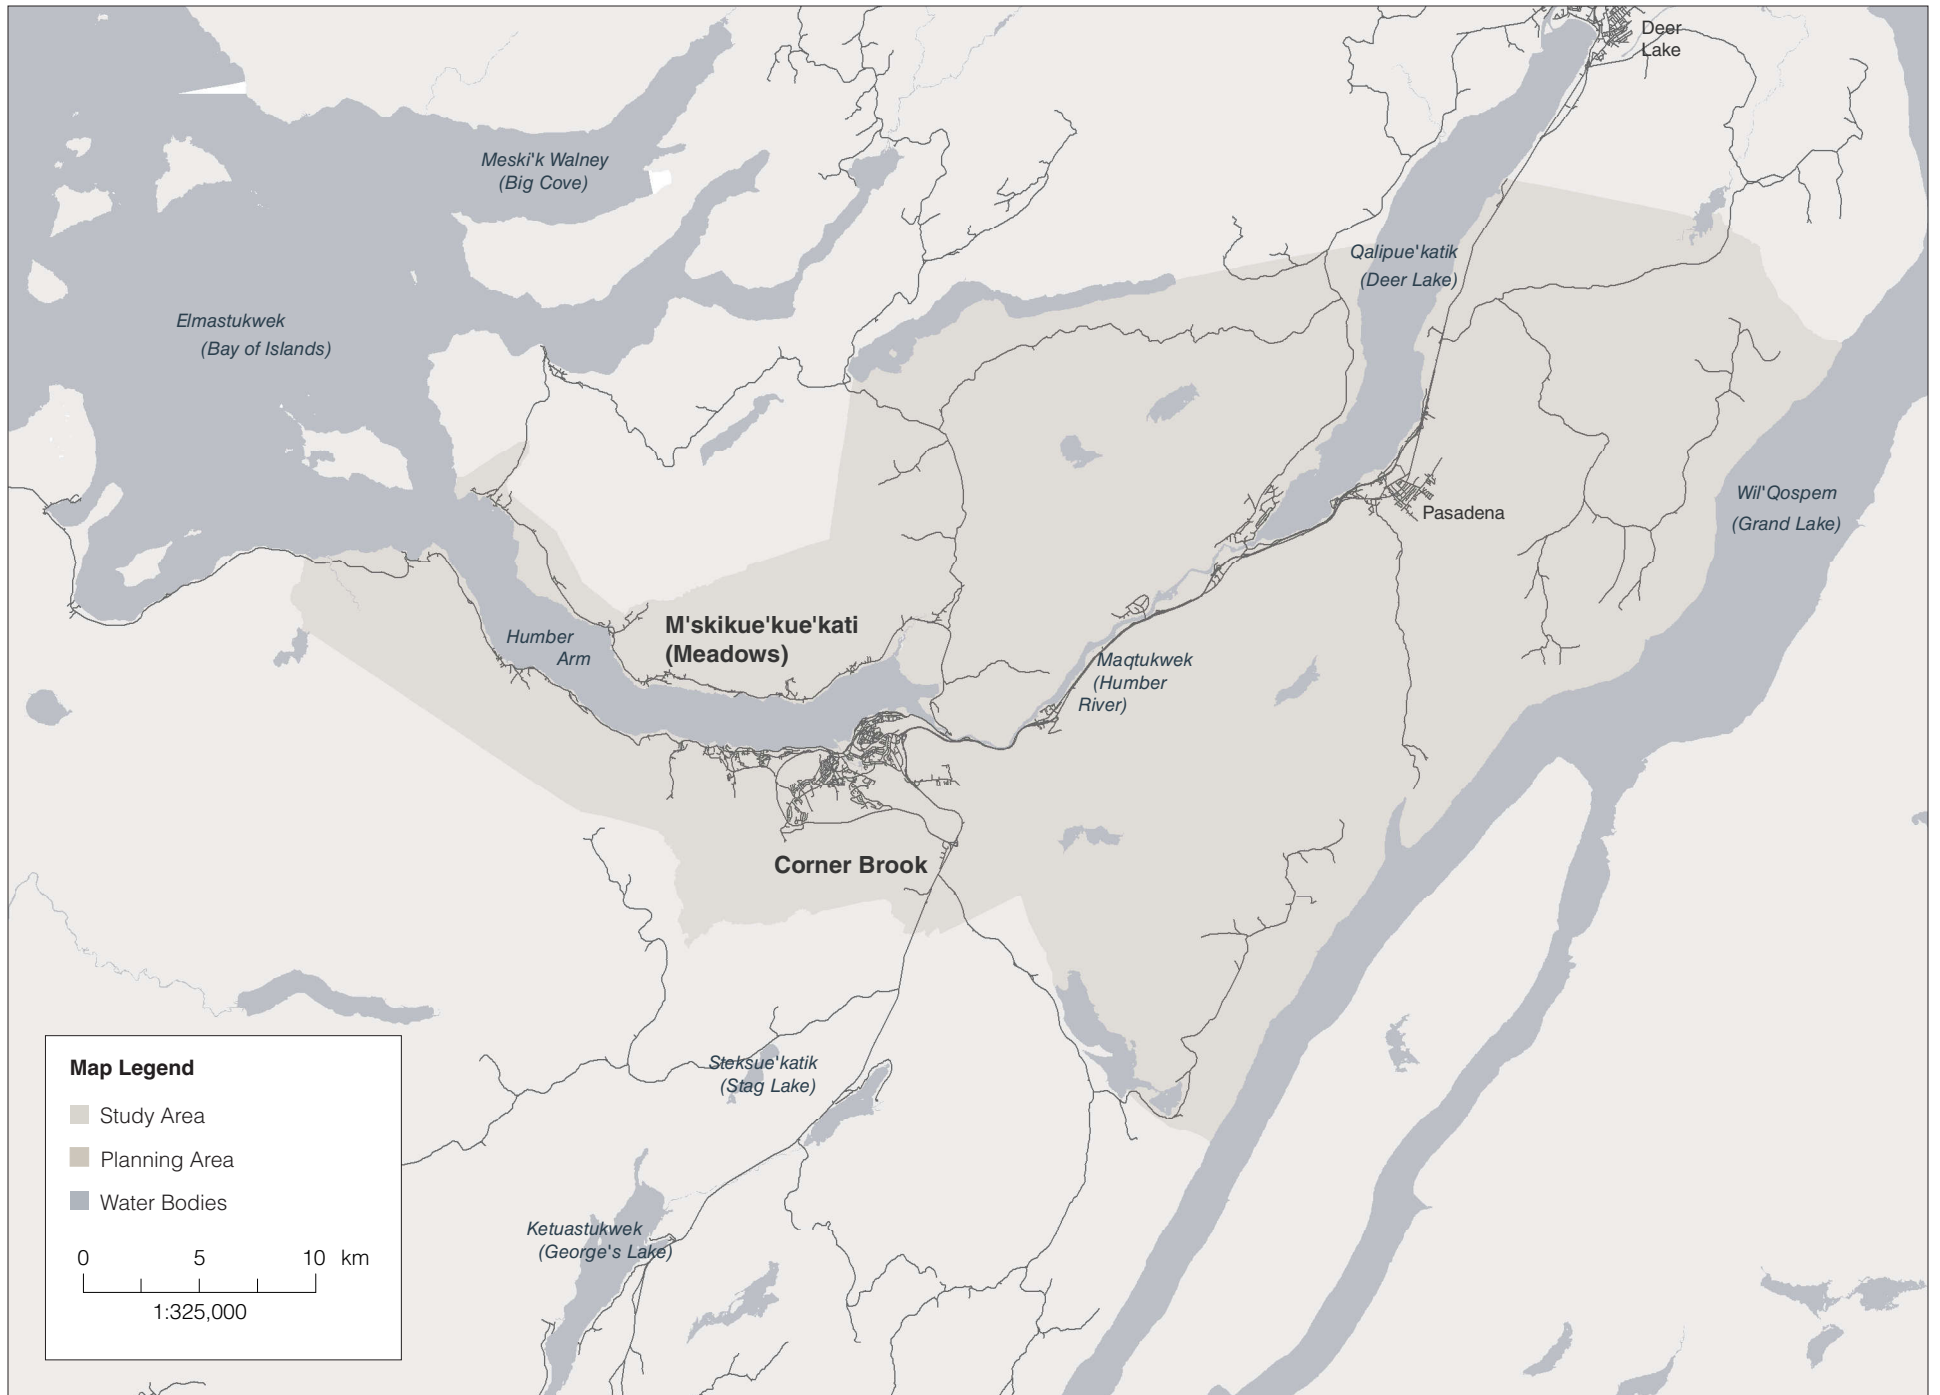 Deer
Lake
Meski'k Walney
(Big Cove)
Qalipue'katik
(Deer Lake)
Elmastukwek
(Bay of Islands)
Wil'Qospem
(Grand Lake)
Pasadena
M'skikue'kue'kati
(Meadows)
Humber
Arm
Maqtukwek
(Humber
River)
Corner Brook
Steksue'katik
(Stag Lake)
Ketuastukwek
(George's Lake)
Map Legend
Study Area
Planning Area
Water Bodies
0 5 10 km
1:325,000